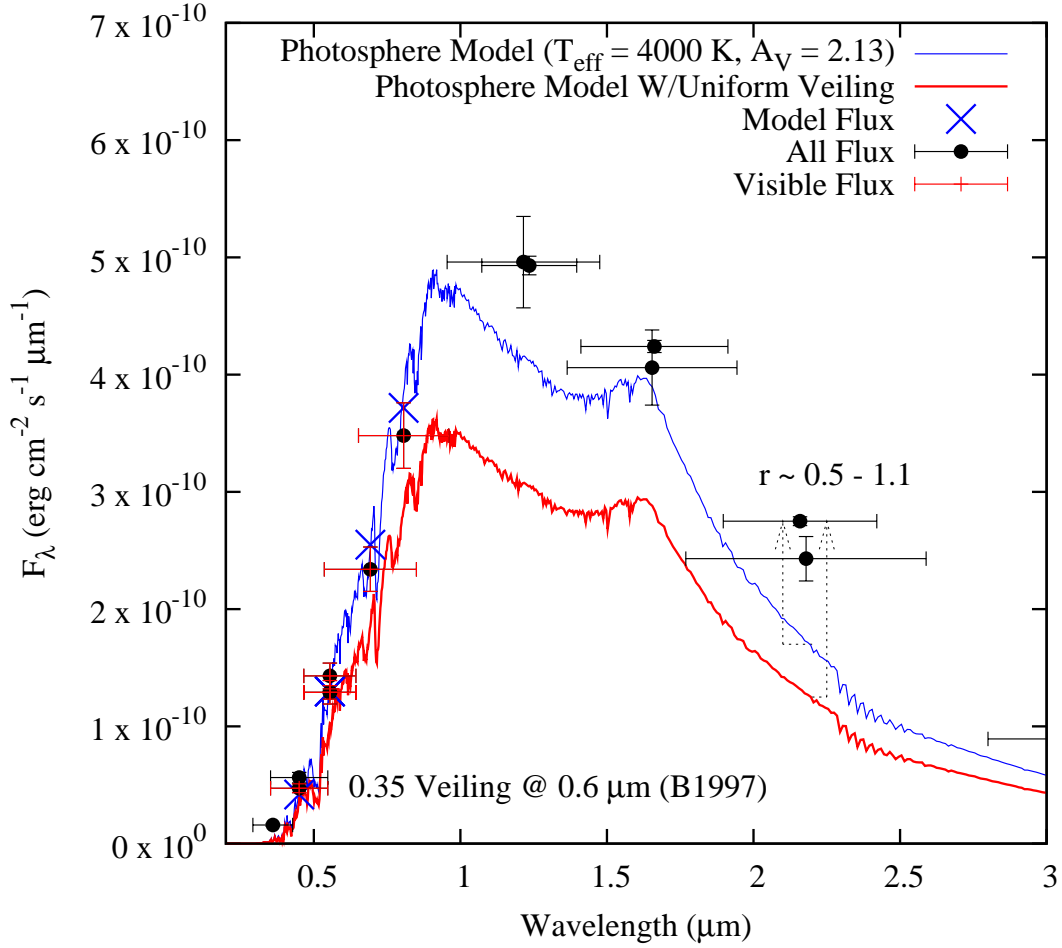 7 x 10⁻¹⁰
6 x 10⁻¹⁰
5 x 10⁻¹⁰
4 x 10⁻¹⁰
3 x 10⁻¹⁰
2 x 10⁻¹⁰
1 x 10⁻¹⁰
0 x 10⁰
F_λ (erg cm⁻² s⁻¹ μm⁻¹)
Photosphere Model (T_eff = 4000 K, A_V = 2.13)
Photosphere Model W/Uniform Veiling
Model Flux
All Flux
Visible Flux
r ~ 0.5 - 1.1
0.35 Veiling @ 0.6 μm (B1997)
0.5 1 1.5 2 2.5 3
Wavelength (μm)